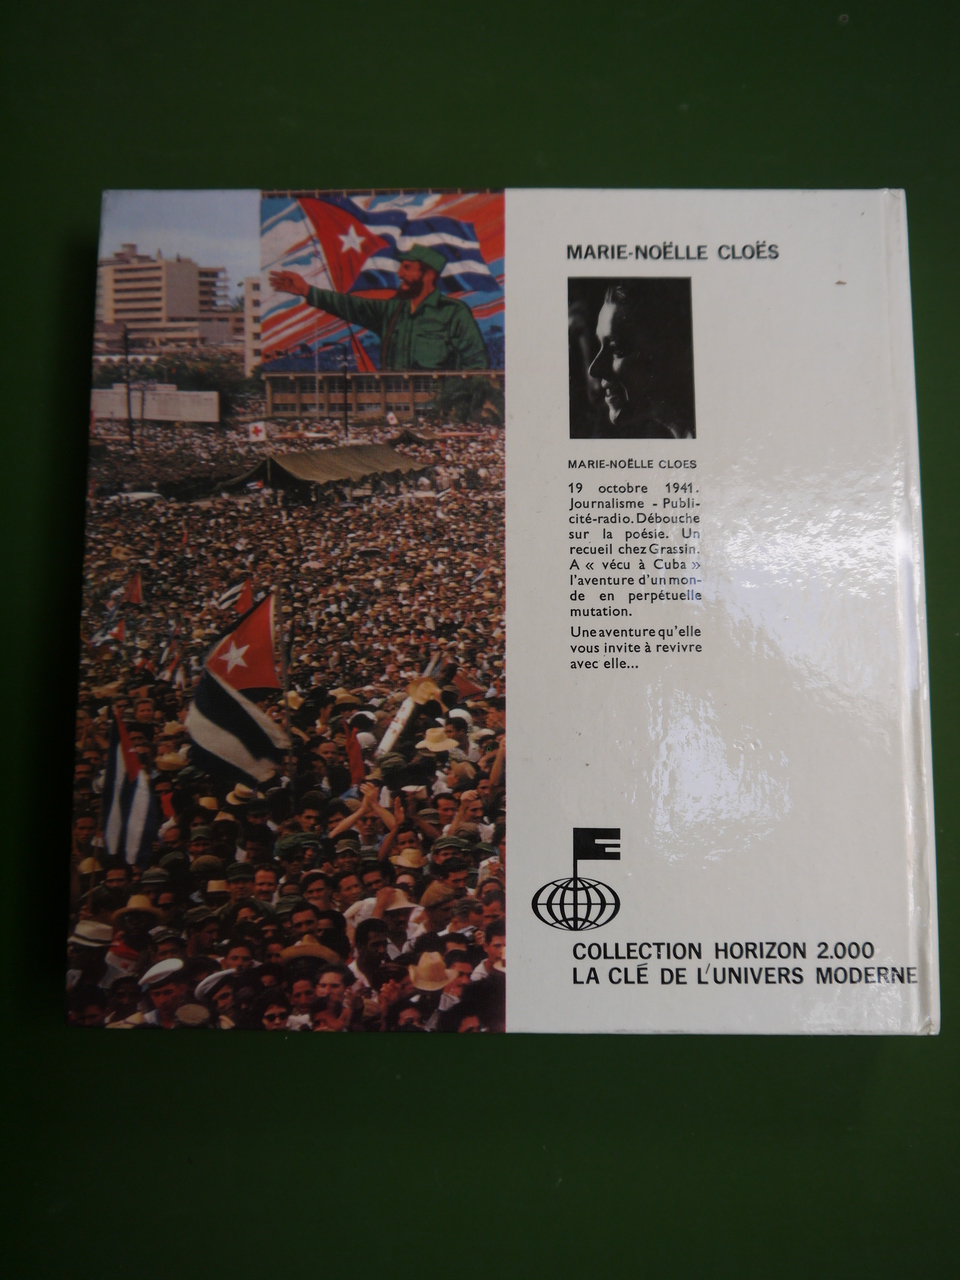 MARIE-NOËLLE CLOËS
MARIE-NOËLLE CLOES
19 octobre 1941.
Journalisme - Publi-
cité-radio. Débouche
sur la poésie. Un
recueil chez Grassin.
A « vécu à Cuba »
l'aventure d'un mon-
de en perpétuelle
mutation.
Une aventure qu'elle
vous invite à revivre
avec elle...
COLLECTION HORIZON 2.000
LA CLÉ DE L'UNIVERS MODERNE